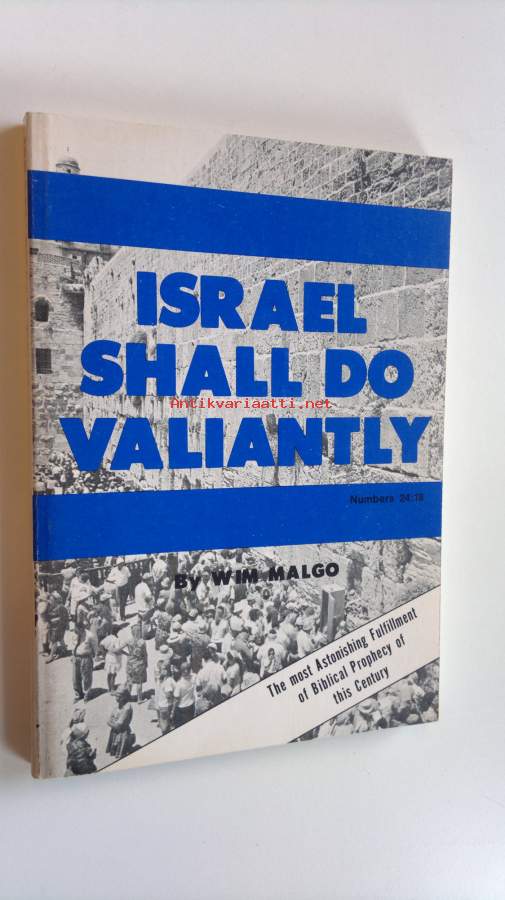 ISRAEL
SHALL DO
Antikvariaatti.net
VALIANTLY
Numbers 24:18
By WIM MALGO
The most Astonishing Fulfillment
of Biblical Prophecy of
this Century